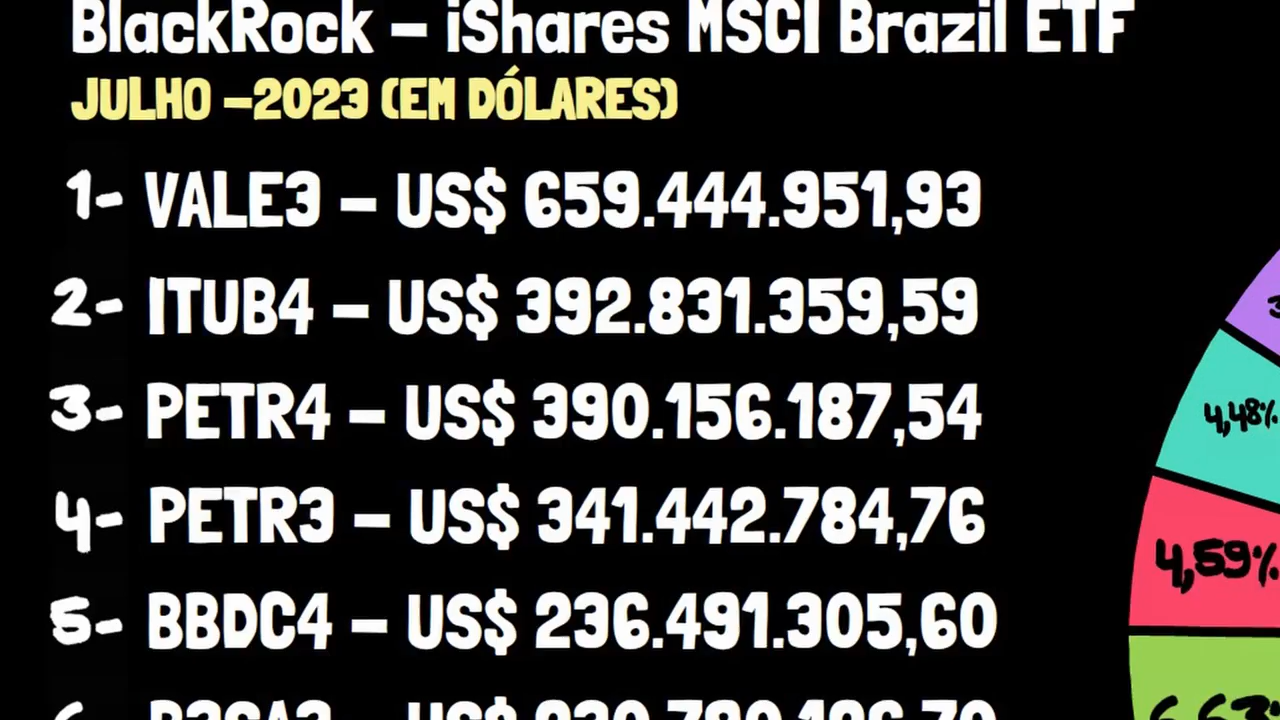 BlackRock – iShares MSCI Brazil ETF
JULHO –2023 (EM DÓLARES)
1- VALE3 – US$ 659.444.951,93
2- ITUB4 – US$ 392.831.359,59
3- PETR4 – US$ 390.156.187,54
4- PETR3 – US$ 341.442.784,76
5- BBDC4 – US$ 236.491.305,60
4,48%
4,59%